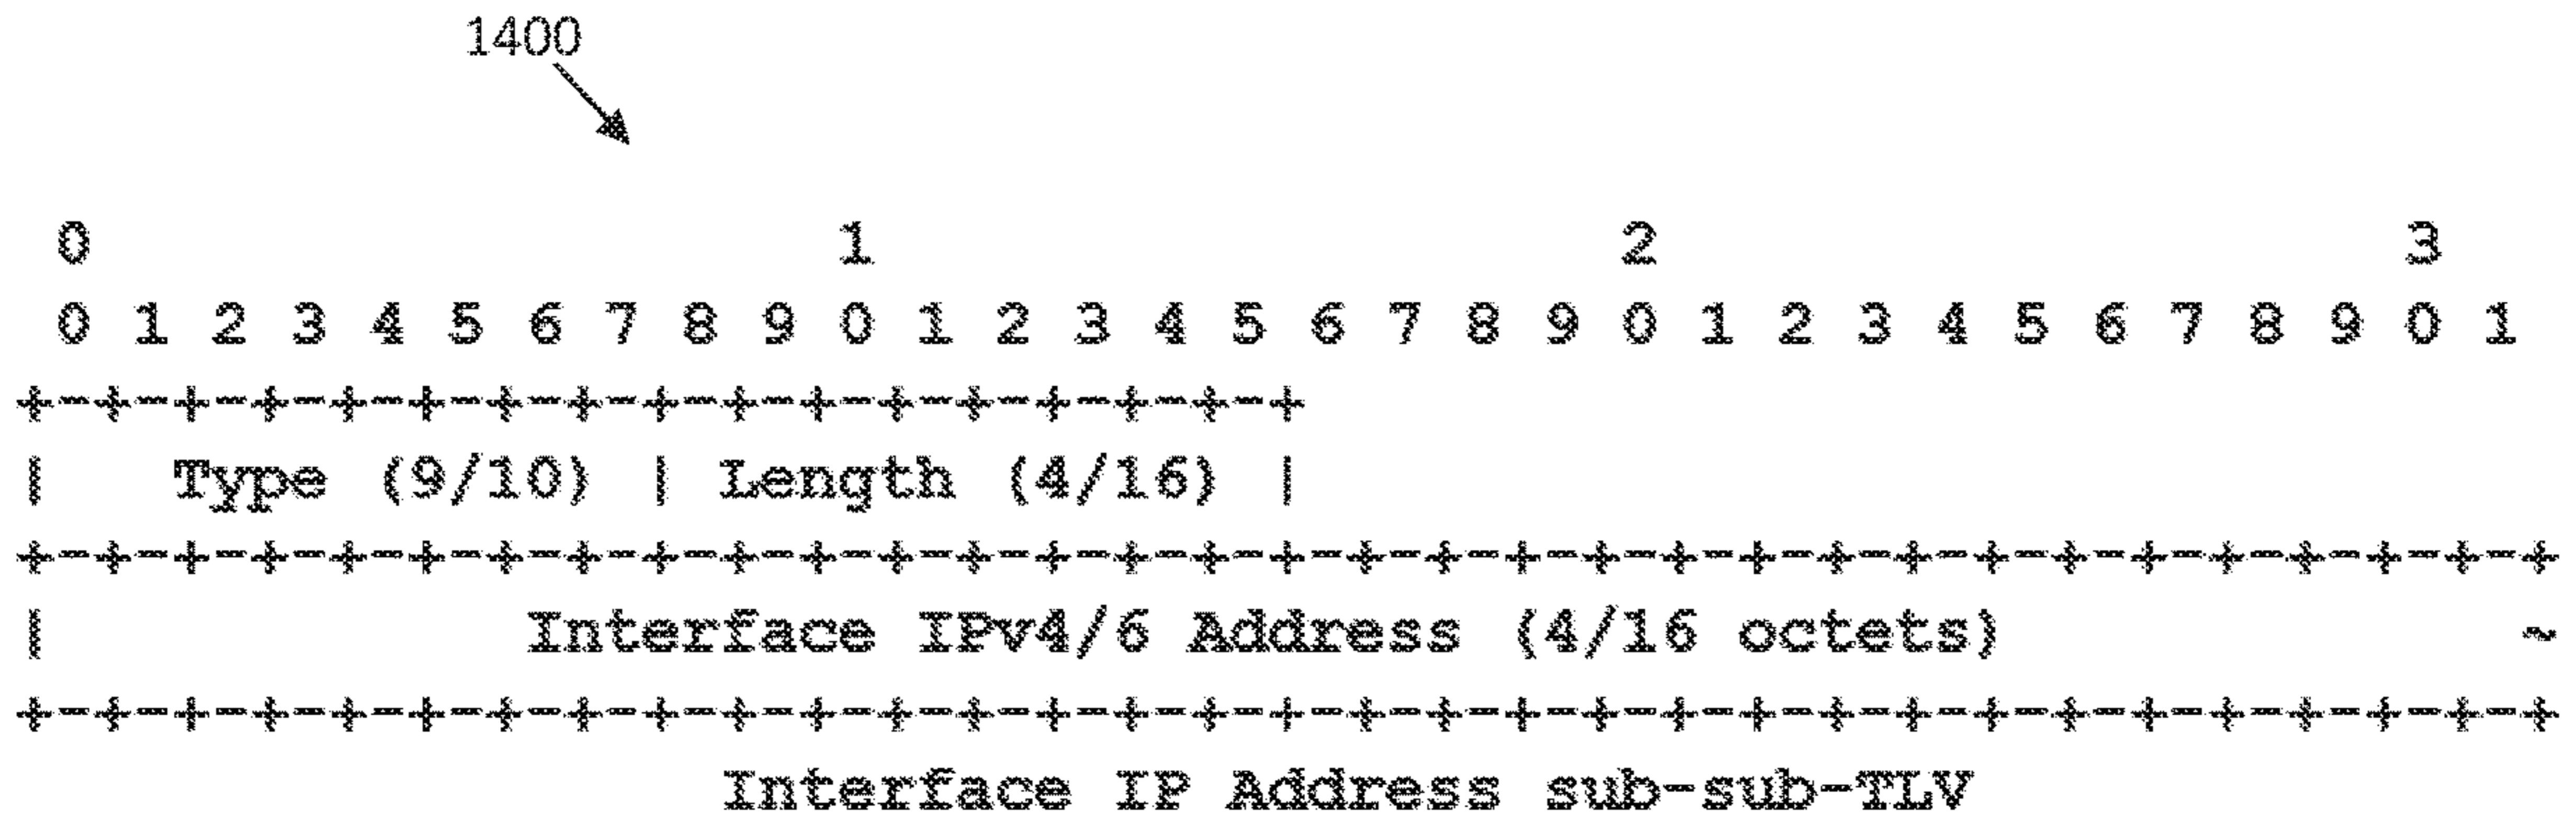 1400
0 1 2 3
0 1 2 3 4 5 6 7 8 9 0 1 2 3 4 5 6 7 8 9 0 1 2 3 4 5 6 7 8 9 0 1
+-+-+-+-+-+-+-+-+-+-+-+-+-+-+-+-+
| Type (9/10) | Length (4/16) |
+-+-+-+-+-+-+-+-+-+-+-+-+-+-+-+-+-+-+-+-+-+-+-+-+-+-+-+-+-+-+-+-+
| Interface IPv4/6 Address (4/16 octets) ~
+-+-+-+-+-+-+-+-+-+-+-+-+-+-+-+-+-+-+-+-+-+-+-+-+-+-+-+-+-+-+-+-+
Interface IP Address sub-sub-TLV